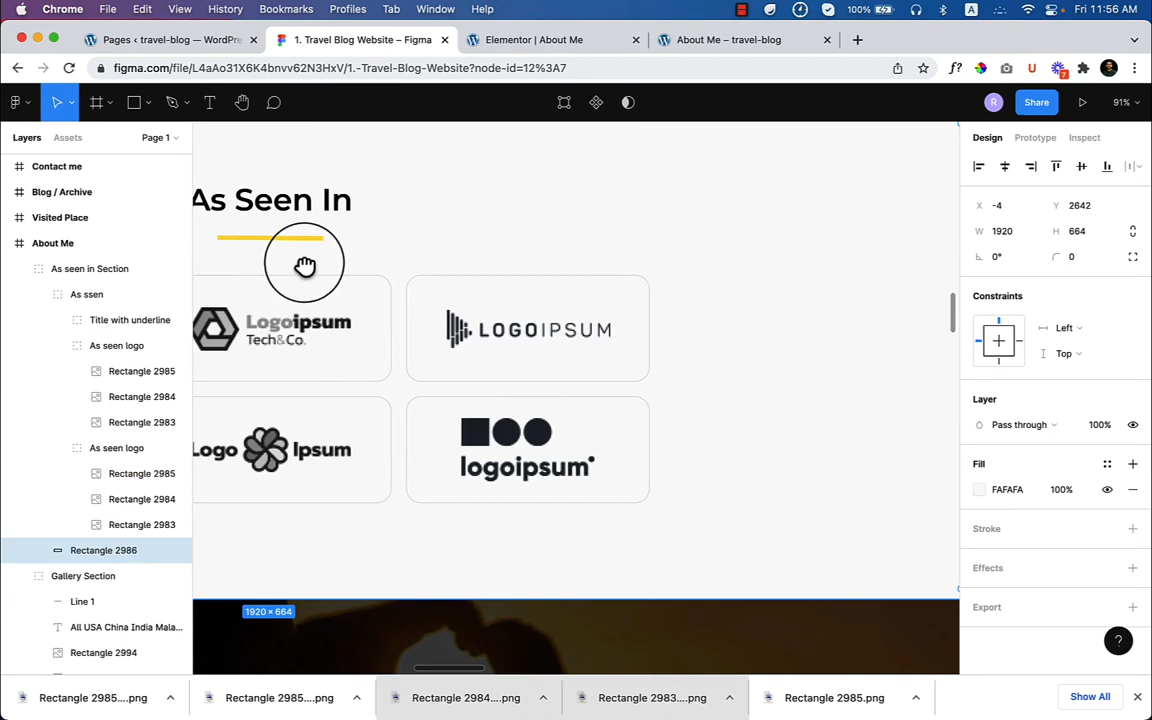 Chrome File Edit View History Bookmarks Profiles Tab Window Help 100% A Fri 11:56 AM
Pages ‹ travel-blog — WordPre
1. Travel Blog Website – Figma
Elementor | About Me
About Me – travel-blog
figma.com/file/L4aAo31X6K4bnvv62N3HxV/1.-Travel-Blog-Website?node-id=12%3A7
f? U 7
R Share 91%
Layers Assets Page 1
Design Prototype Inspect
Contact me
Blog / Archive
Visited Place
About Me
As seen in Section
As ssen
Title with underline
As seen logo
Rectangle 2985
Rectangle 2984
Rectangle 2983
As seen logo
Rectangle 2985
Rectangle 2984
Rectangle 2983
Rectangle 2986
Gallery Section
Line 1
All USA China India Mala...
Rectangle 2994
As Seen In
Logoipsum
Tech&Co.
LOGOIPSUM
Logo Ipsum
logoipsum
1920 × 664
X -4 Y 2642
W 1920 H 664
0° 0
Constraints
Left
Top
Layer
Pass through 100%
Fill
FAFAFA 100%
Stroke
Effects
Export
?
Rectangle 2985....png
Rectangle 2985....png
Rectangle 2984....png
Rectangle 2983....png
Rectangle 2985.png
Show All